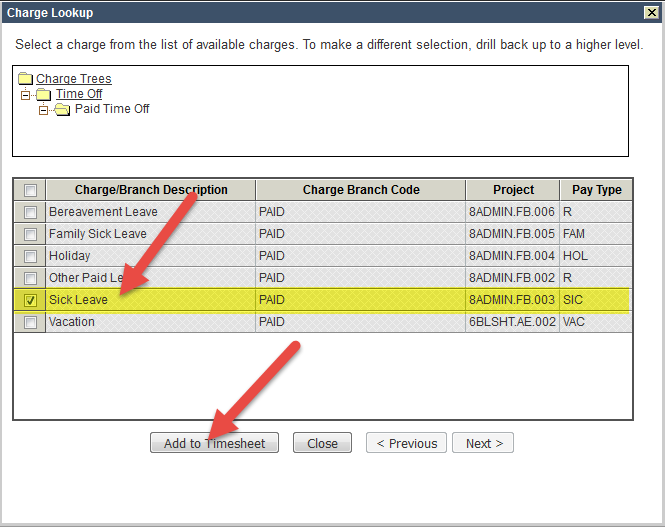 Charge Lookup
Select a charge from the list of available charges. To make a different selection, drill back up to a higher level.
Charge Trees
Time Off
Paid Time Off
Charge/Branch Description Charge Branch Code Project Pay Type
Bereavement Leave PAID 8ADMIN.FB.006 R
Family Sick Leave PAID 8ADMIN.FB.005 FAM
Holiday PAID 8ADMIN.FB.004 HOL
Other Paid Le PAID 8ADMIN.FB.002 R
Sick Leave PAID 8ADMIN.FB.003 SIC
Vacation PAID 6BLSHT.AE.002 VAC
Add to Timesheet Close < Previous Next >